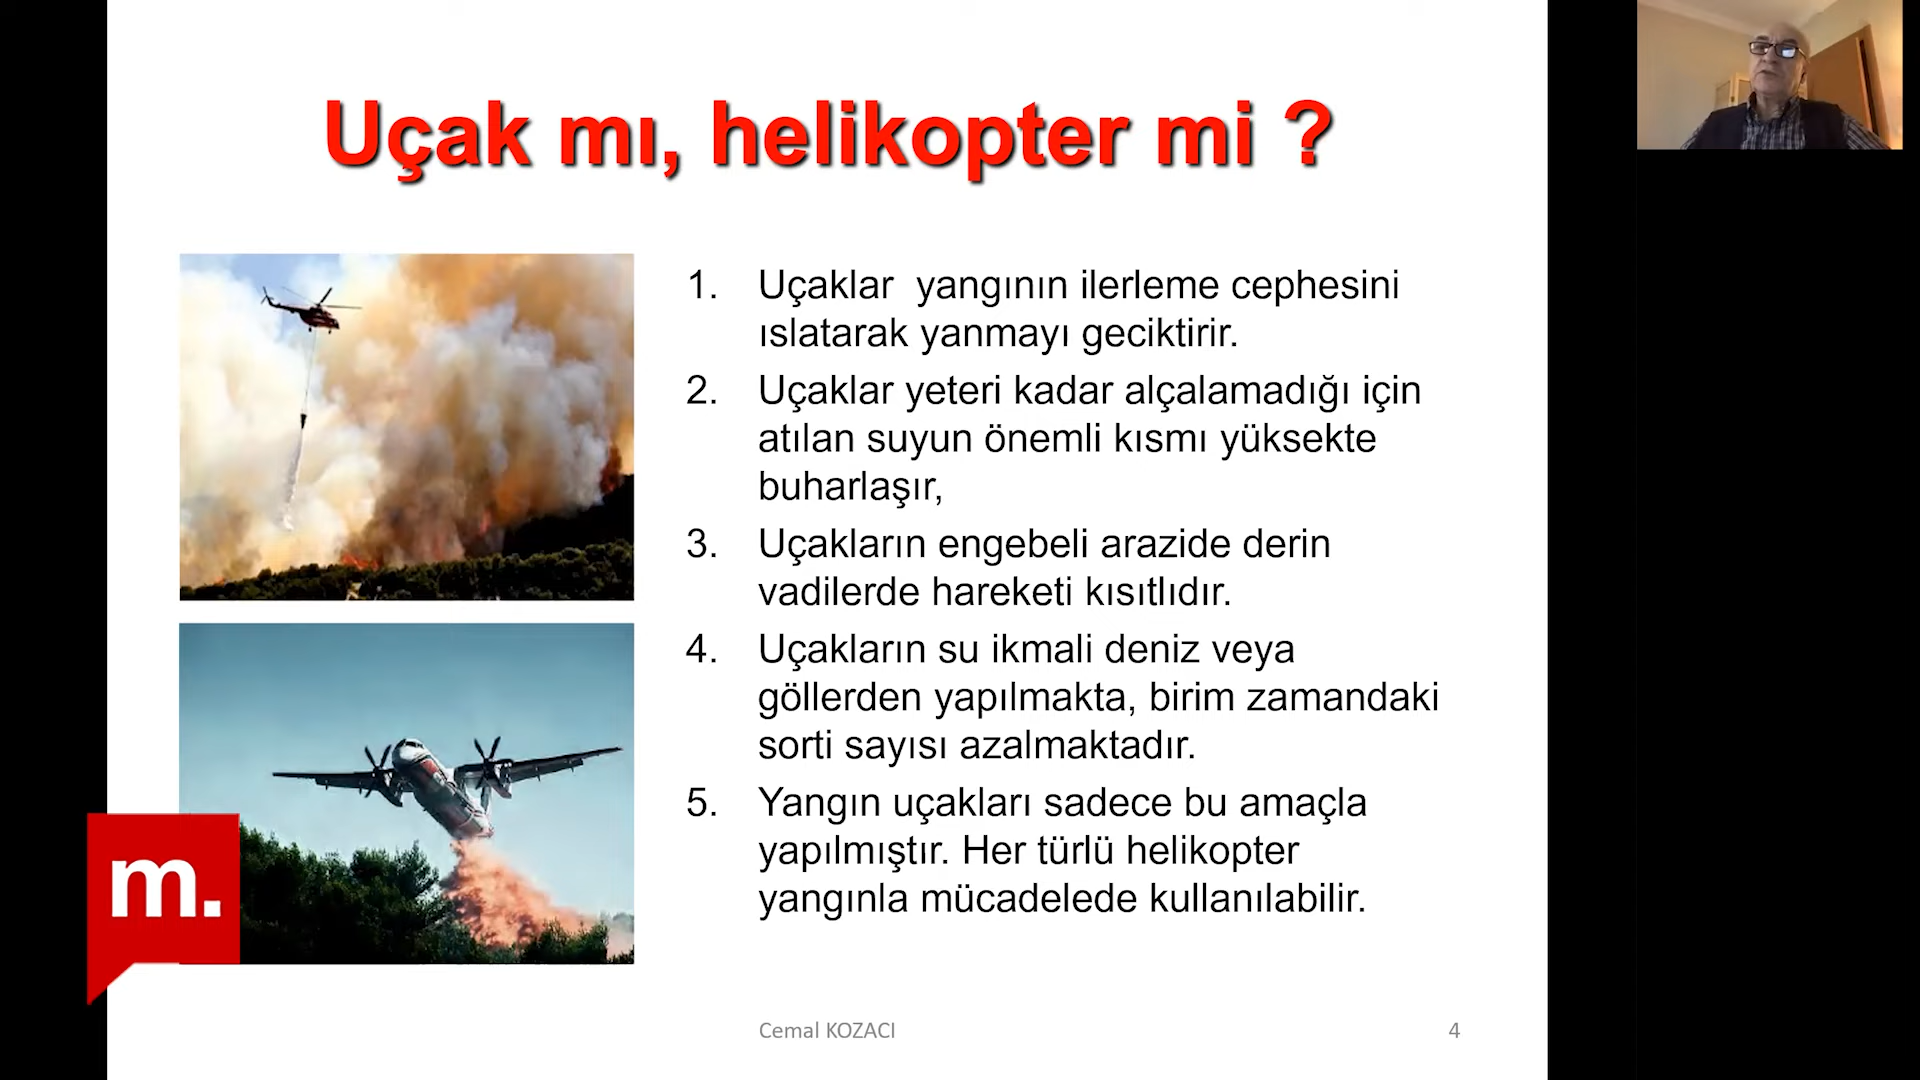 Uçak mı, helikopter mi ?
1. Uçaklar  yangının ilerleme cephesini
ıslatarak yanmayı geciktirir.
2. Uçaklar yeteri kadar alçalamadığı için
atılan suyun önemli kısmı yüksekte
buharlaşır,
3. Uçakların engebeli arazide derin
vadilerde hareketi kısıtlıdır.
4. Uçakların su ikmali deniz veya
göllerden yapılmakta, birim zamandaki
sorti sayısı azalmaktadır.
5. Yangın uçakları sadece bu amaçla
yapılmıştır. Her türlü helikopter
yangınla mücadelede kullanılabilir.
m.
Cemal KOZACI
4